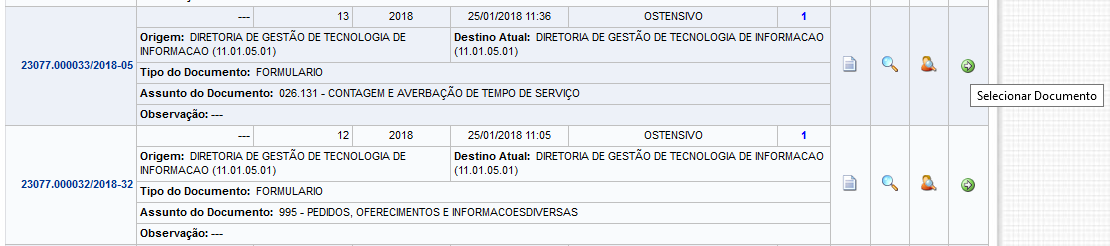 --- 13 2018 25/01/2018 11:36 OSTENSIVO 1
23077.000033/2018-05
Origem: DIRETORIA DE GESTÃO DE TECNOLOGIA DE
INFORMACAO (11.01.05.01)
Destino Atual: DIRETORIA DE GESTÃO DE TECNOLOGIA DE INFORMACAO
(11.01.05.01)
Tipo do Documento: FORMULARIO
Assunto do Documento: 026.131 - CONTAGEM E AVERBAÇÃO DE TEMPO DE SERVIÇO
Observação: ---
Selecionar Documento
--- 12 2018 25/01/2018 11:05 OSTENSIVO 1
23077.000032/2018-32
Origem: DIRETORIA DE GESTÃO DE TECNOLOGIA DE
INFORMACAO (11.01.05.01)
Destino Atual: DIRETORIA DE GESTÃO DE TECNOLOGIA DE INFORMACAO
(11.01.05.01)
Tipo do Documento: FORMULARIO
Assunto do Documento: 995 - PEDIDOS, OFERECIMENTOS E INFORMACOESDIVERSAS
Observação: ---